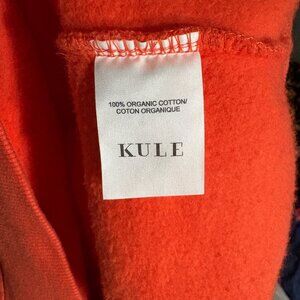 100% ORGANIC COTTON/
COTON ORGANIQUE
KULE